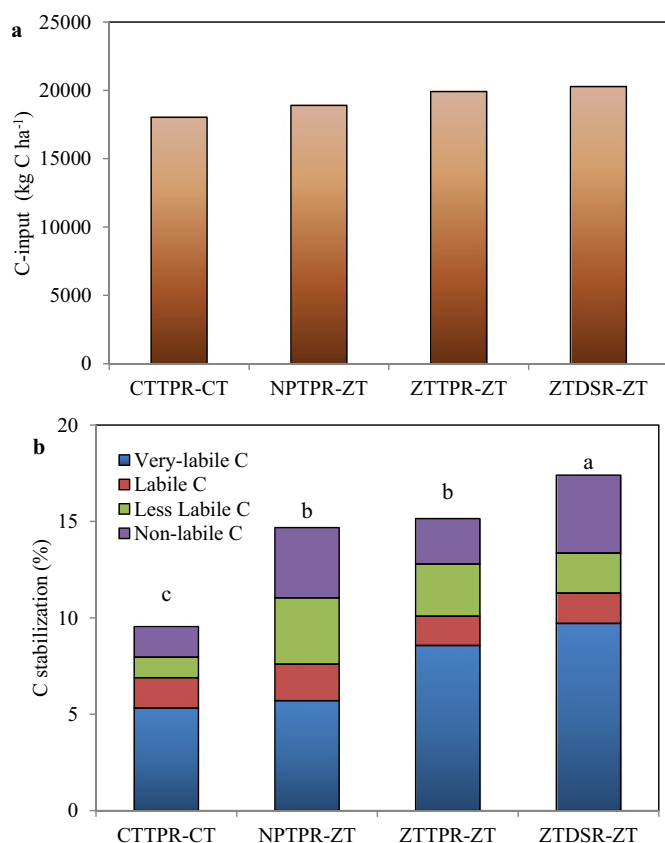 a
25000
20000
15000
10000
5000
0
C-input (kg C ha⁻¹)
CTTPR-CT NPTPR-ZT ZTTPR-ZT ZTDSR-ZT
b
20
15
10
5
0
C stabilization (%)
Very-labile C
Labile C
Less Labile C
Non-labile C
c b b a
CTTPR-CT NPTPR-ZT ZTTPR-ZT ZTDSR-ZT